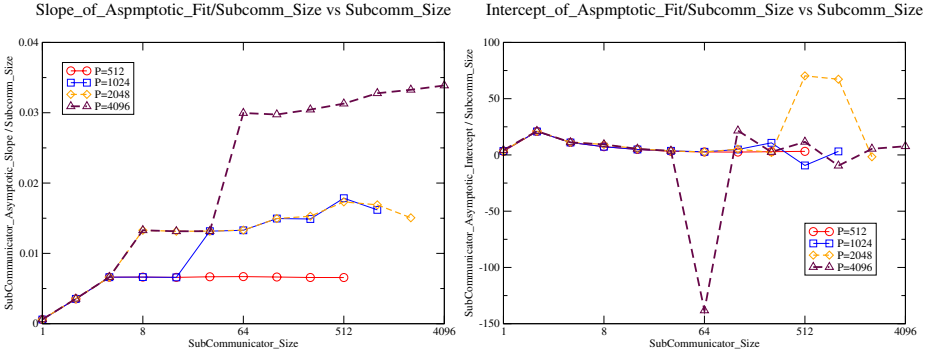 Slope_of_Aspmptotic_Fit/Subcomm_Size vs Subcomm_Size
SubCommunicator_Asymptotic_Slope / Subcomm_Size
0.04
0.03
0.02
0.01
0
1
8
64
512
4096
SubCommunicator_Size
P=512
P=1024
P=2048
P=4096
Intercept_of_Aspmptotic_Fit/Subcomm_Size vs Subcomm_Size
SubCommunicator_Asymptotic_Intercept / Subcomm_Size
100
50
0
-50
-100
-150
1
8
64
512
4096
SubCommunicator_Size
P=512
P=1024
P=2048
P=4096